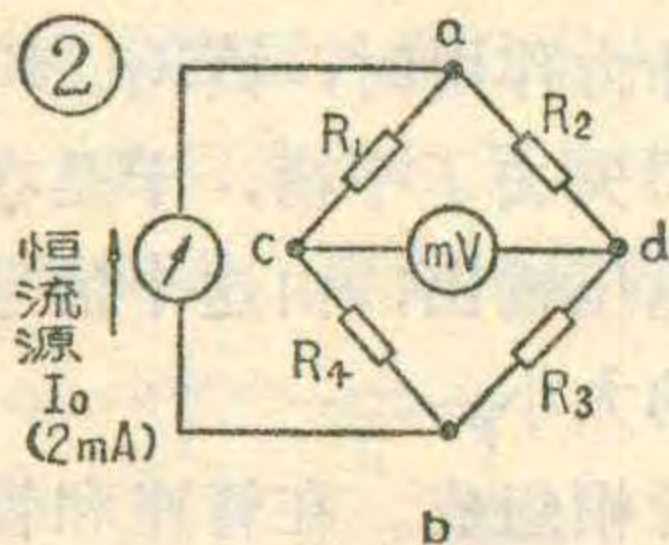 ②
a
R₁
R₂
c
mV
d
恒流源
I₀
(2mA)
R₄
R₃
b